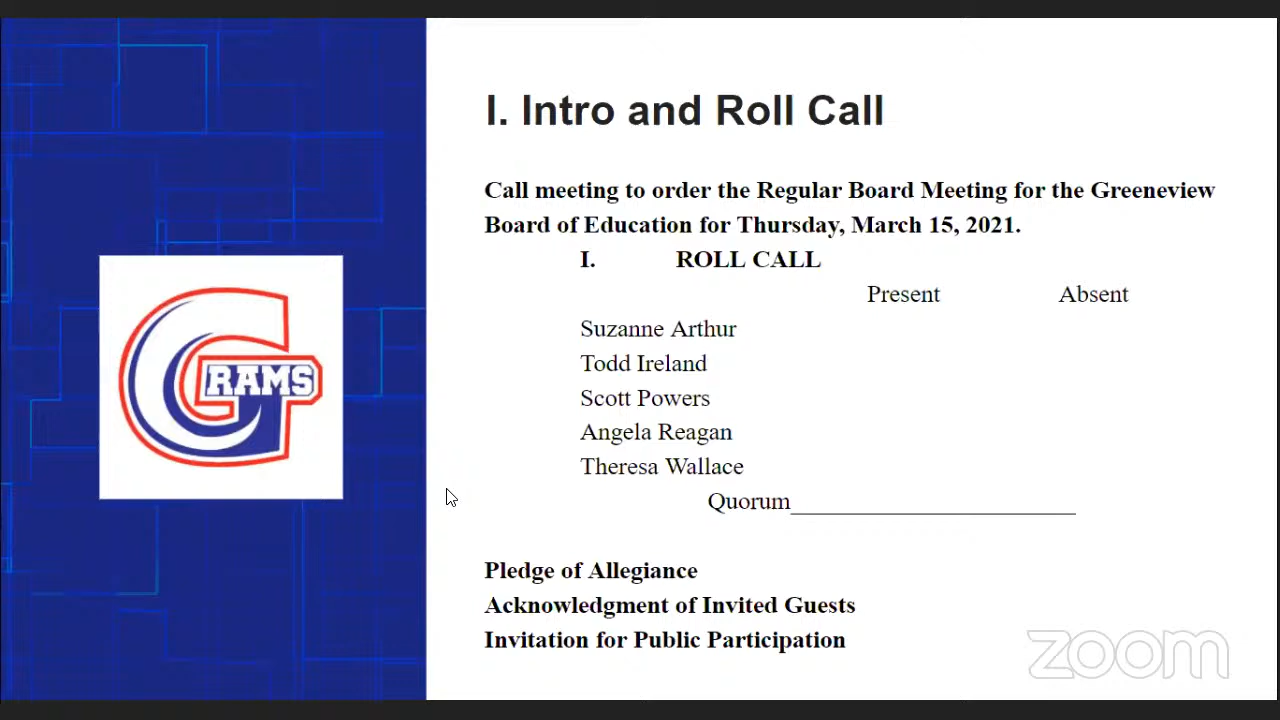 I. Intro and Roll Call
Call meeting to order the Regular Board Meeting for the Greeneview
Board of Education for Thursday, March 15, 2021.
I. ROLL CALL
Present Absent
Suzanne Arthur
Todd Ireland
Scott Powers
Angela Reagan
Theresa Wallace
Quorum_______________________
Pledge of Allegiance
Acknowledgment of Invited Guests
Invitation for Public Participation
G RAMS
zoom